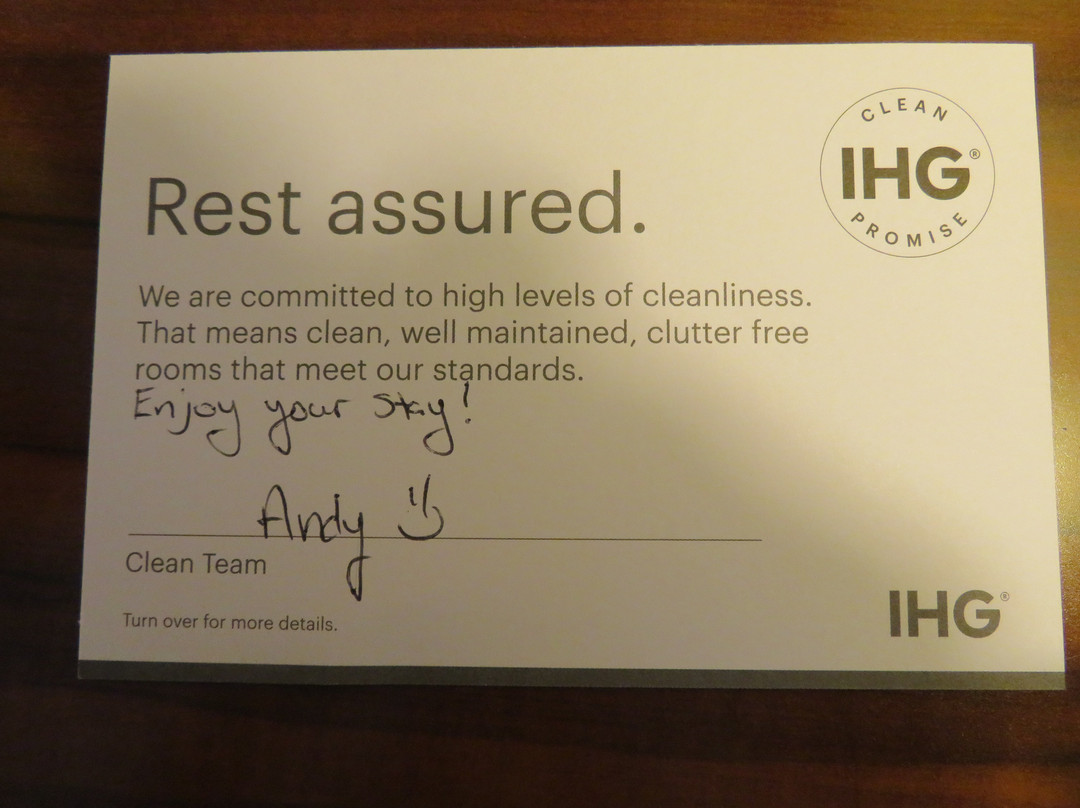 CLEAN
IHG®
PROMISE
Rest assured.
We are committed to high levels of cleanliness.
That means clean, well maintained, clutter free
rooms that meet our standards.
Enjoy your stay!
Andy
Clean Team
Turn over for more details.
IHG®